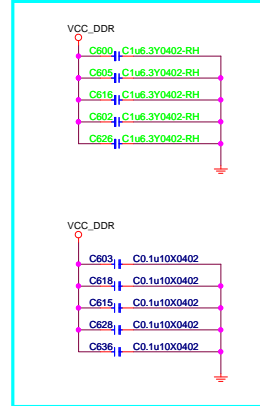 VCC_DDR
C600 C1u6.3Y0402-RH
C605 C1u6.3Y0402-RH
C616 C1u6.3Y0402-RH
C602 C1u6.3Y0402-RH
C626 C1u6.3Y0402-RH
VCC_DDR
C603 C0.1u10X0402
C618 C0.1u10X0402
C615 C0.1u10X0402
C628 C0.1u10X0402
C636 C0.1u10X0402